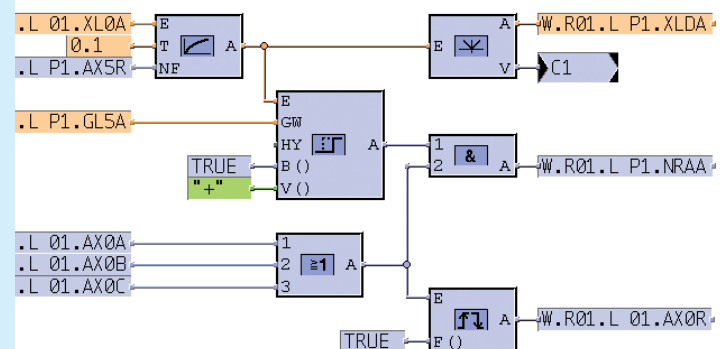 .L 01.XL0A E A W.R01.L P1.XLDA
0.1 T A E
.L P1.AX5R NF V C1
E
.L P1.GL5A GW
HY A 1
TRUE B() 2 & A W.R01.L P1.NRAA
"+" V()
.L 01.AX0A 1
.L 01.AX0B 2 ≥1 A
.L 01.AX0C 3
E
A W.R01.L 01.AX0R
TRUE F()